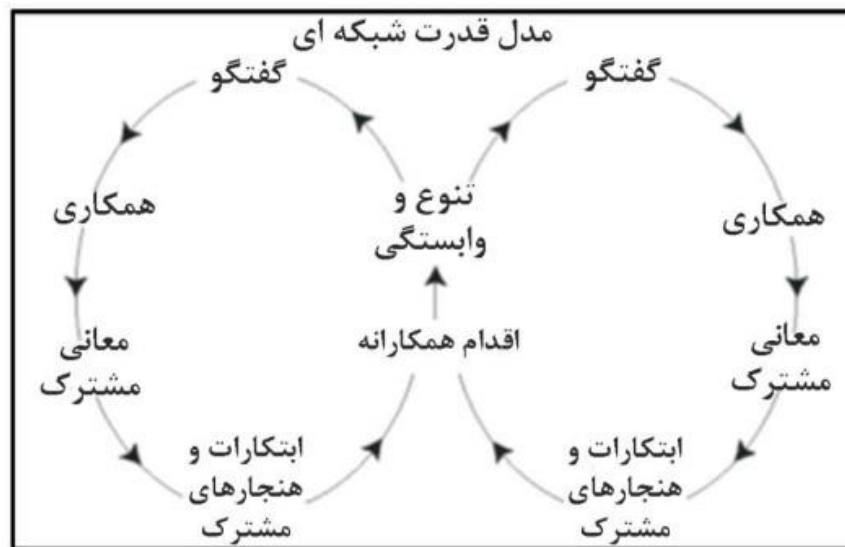 مدل قدرت شبکه ای
گفتگو
گفتگو
تنوع و
وابستگی
همکاری
همکاری
اقدام همکارانه
معانی
مشترک
معانی
مشترک
ابتکارات و
هنجارهای
مشترک
ابتکارات و
هنجارهای
مشترک